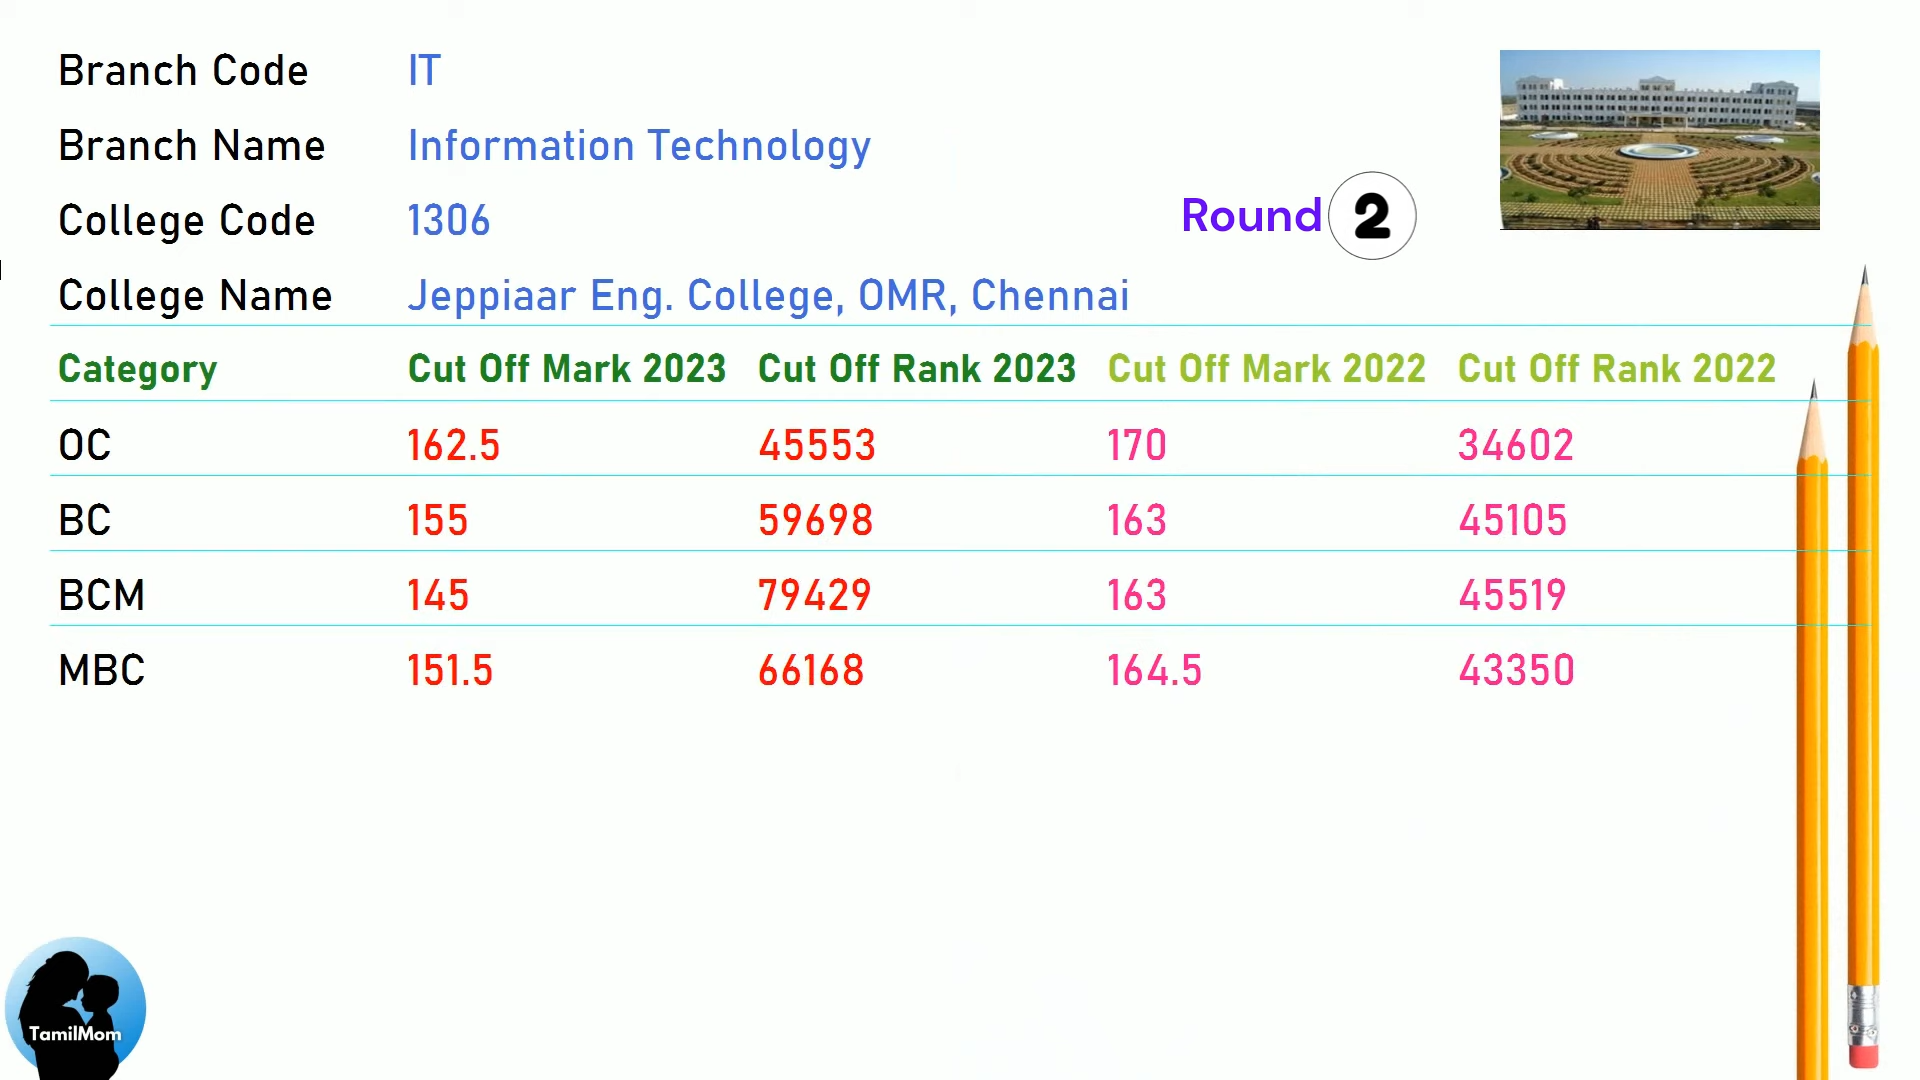 Branch Code IT
Branch Name Information Technology
College Code 1306
Round 2
College Name Jeppiaar Eng. College, OMR, Chennai
Category Cut Off Mark 2023 Cut Off Rank 2023 Cut Off Mark 2022 Cut Off Rank 2022
OC 162.5 45553 170 34602
BC 155 59698 163 45105
BCM 145 79429 163 45519
MBC 151.5 66168 164.5 43350
TamilMom